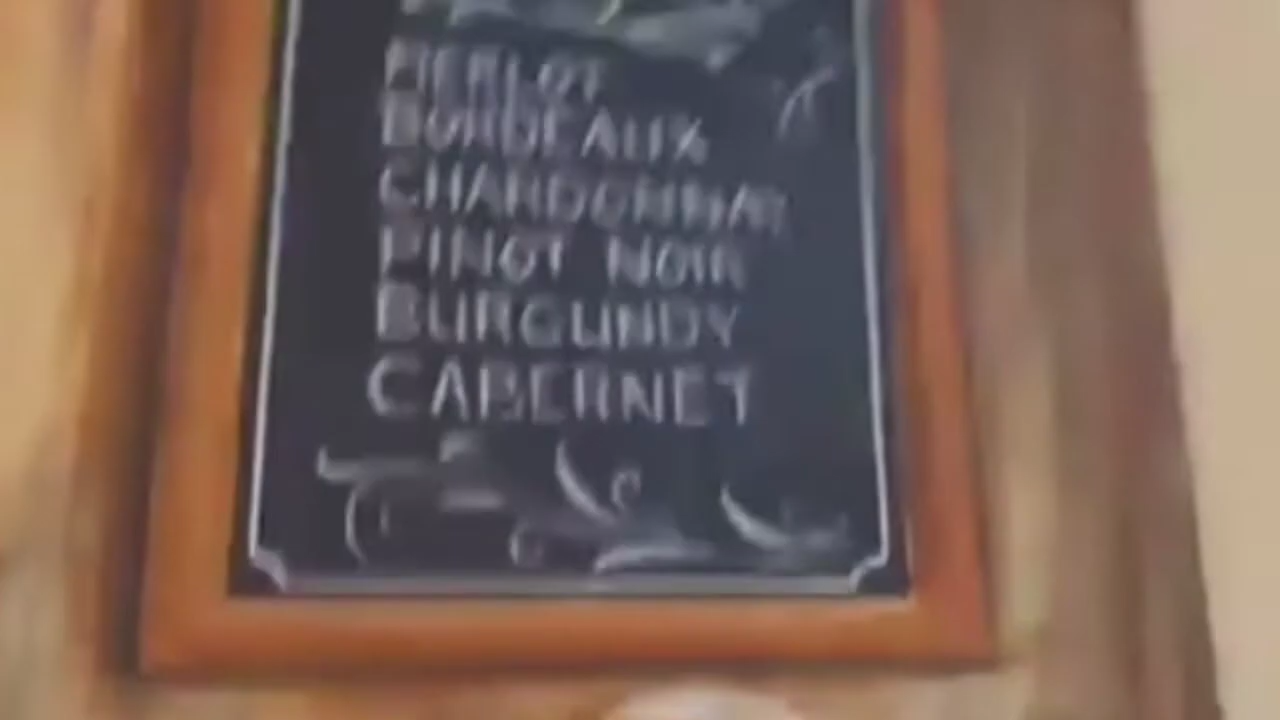 MERLOT
BORDEAUX
CHARDONNAY
PINOT NOIR
BURGUNDY
CABERNET